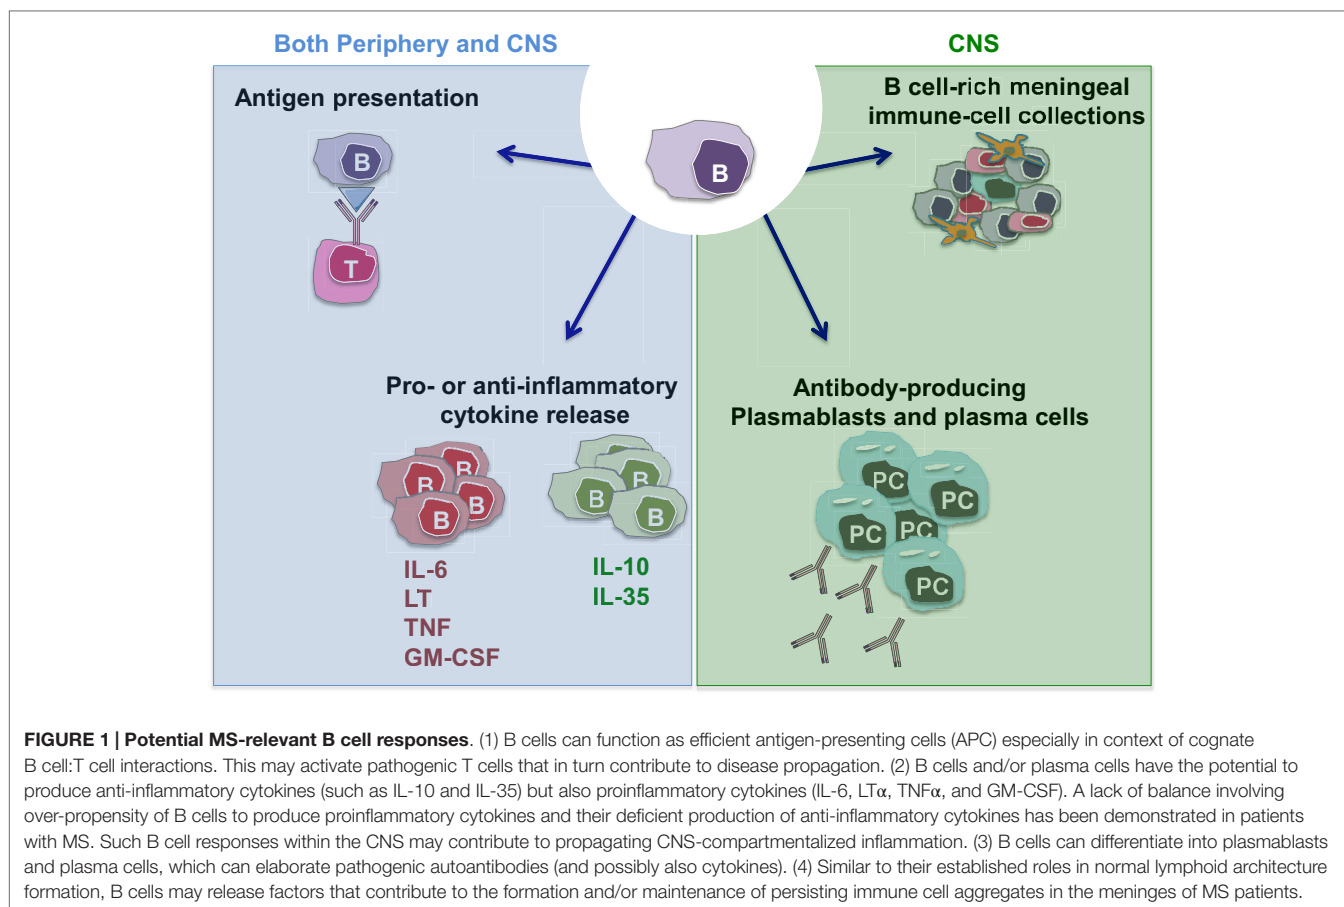 Both Periphery and CNS
Antigen presentation
B
T
B
Pro- or anti-inflammatory
cytokine release
B
B
B
B
B
B
B
IL-6
LT
TNF
GM-CSF
IL-10
IL-35
CNS
B cell-rich meningeal
immune-cell collections
Antibody-producing
Plasmablasts and plasma cells
PC
PC
PC
PC
PC
FIGURE 1 | Potential MS-relevant B cell responses. (1) B cells can function as efficient antigen-presenting cells (APC) especially in context of cognate
B cell:T cell interactions. This may activate pathogenic T cells that in turn contribute to disease propagation. (2) B cells and/or plasma cells have the potential to
produce anti-inflammatory cytokines (such as IL-10 and IL-35) but also proinflammatory cytokines (IL-6, LTα, TNFα, and GM-CSF). A lack of balance involving
over-propensity of B cells to produce proinflammatory cytokines and their deficient production of anti-inflammatory cytokines has been demonstrated in patients
with MS. Such B cell responses within the CNS may contribute to propagating CNS-compartmentalized inflammation. (3) B cells can differentiate into plasmablasts
and plasma cells, which can elaborate pathogenic autoantibodies (and possibly also cytokines). (4) Similar to their established roles in normal lymphoid architecture
formation, B cells may release factors that contribute to the formation and/or maintenance of persisting immune cell aggregates in the meninges of MS patients.